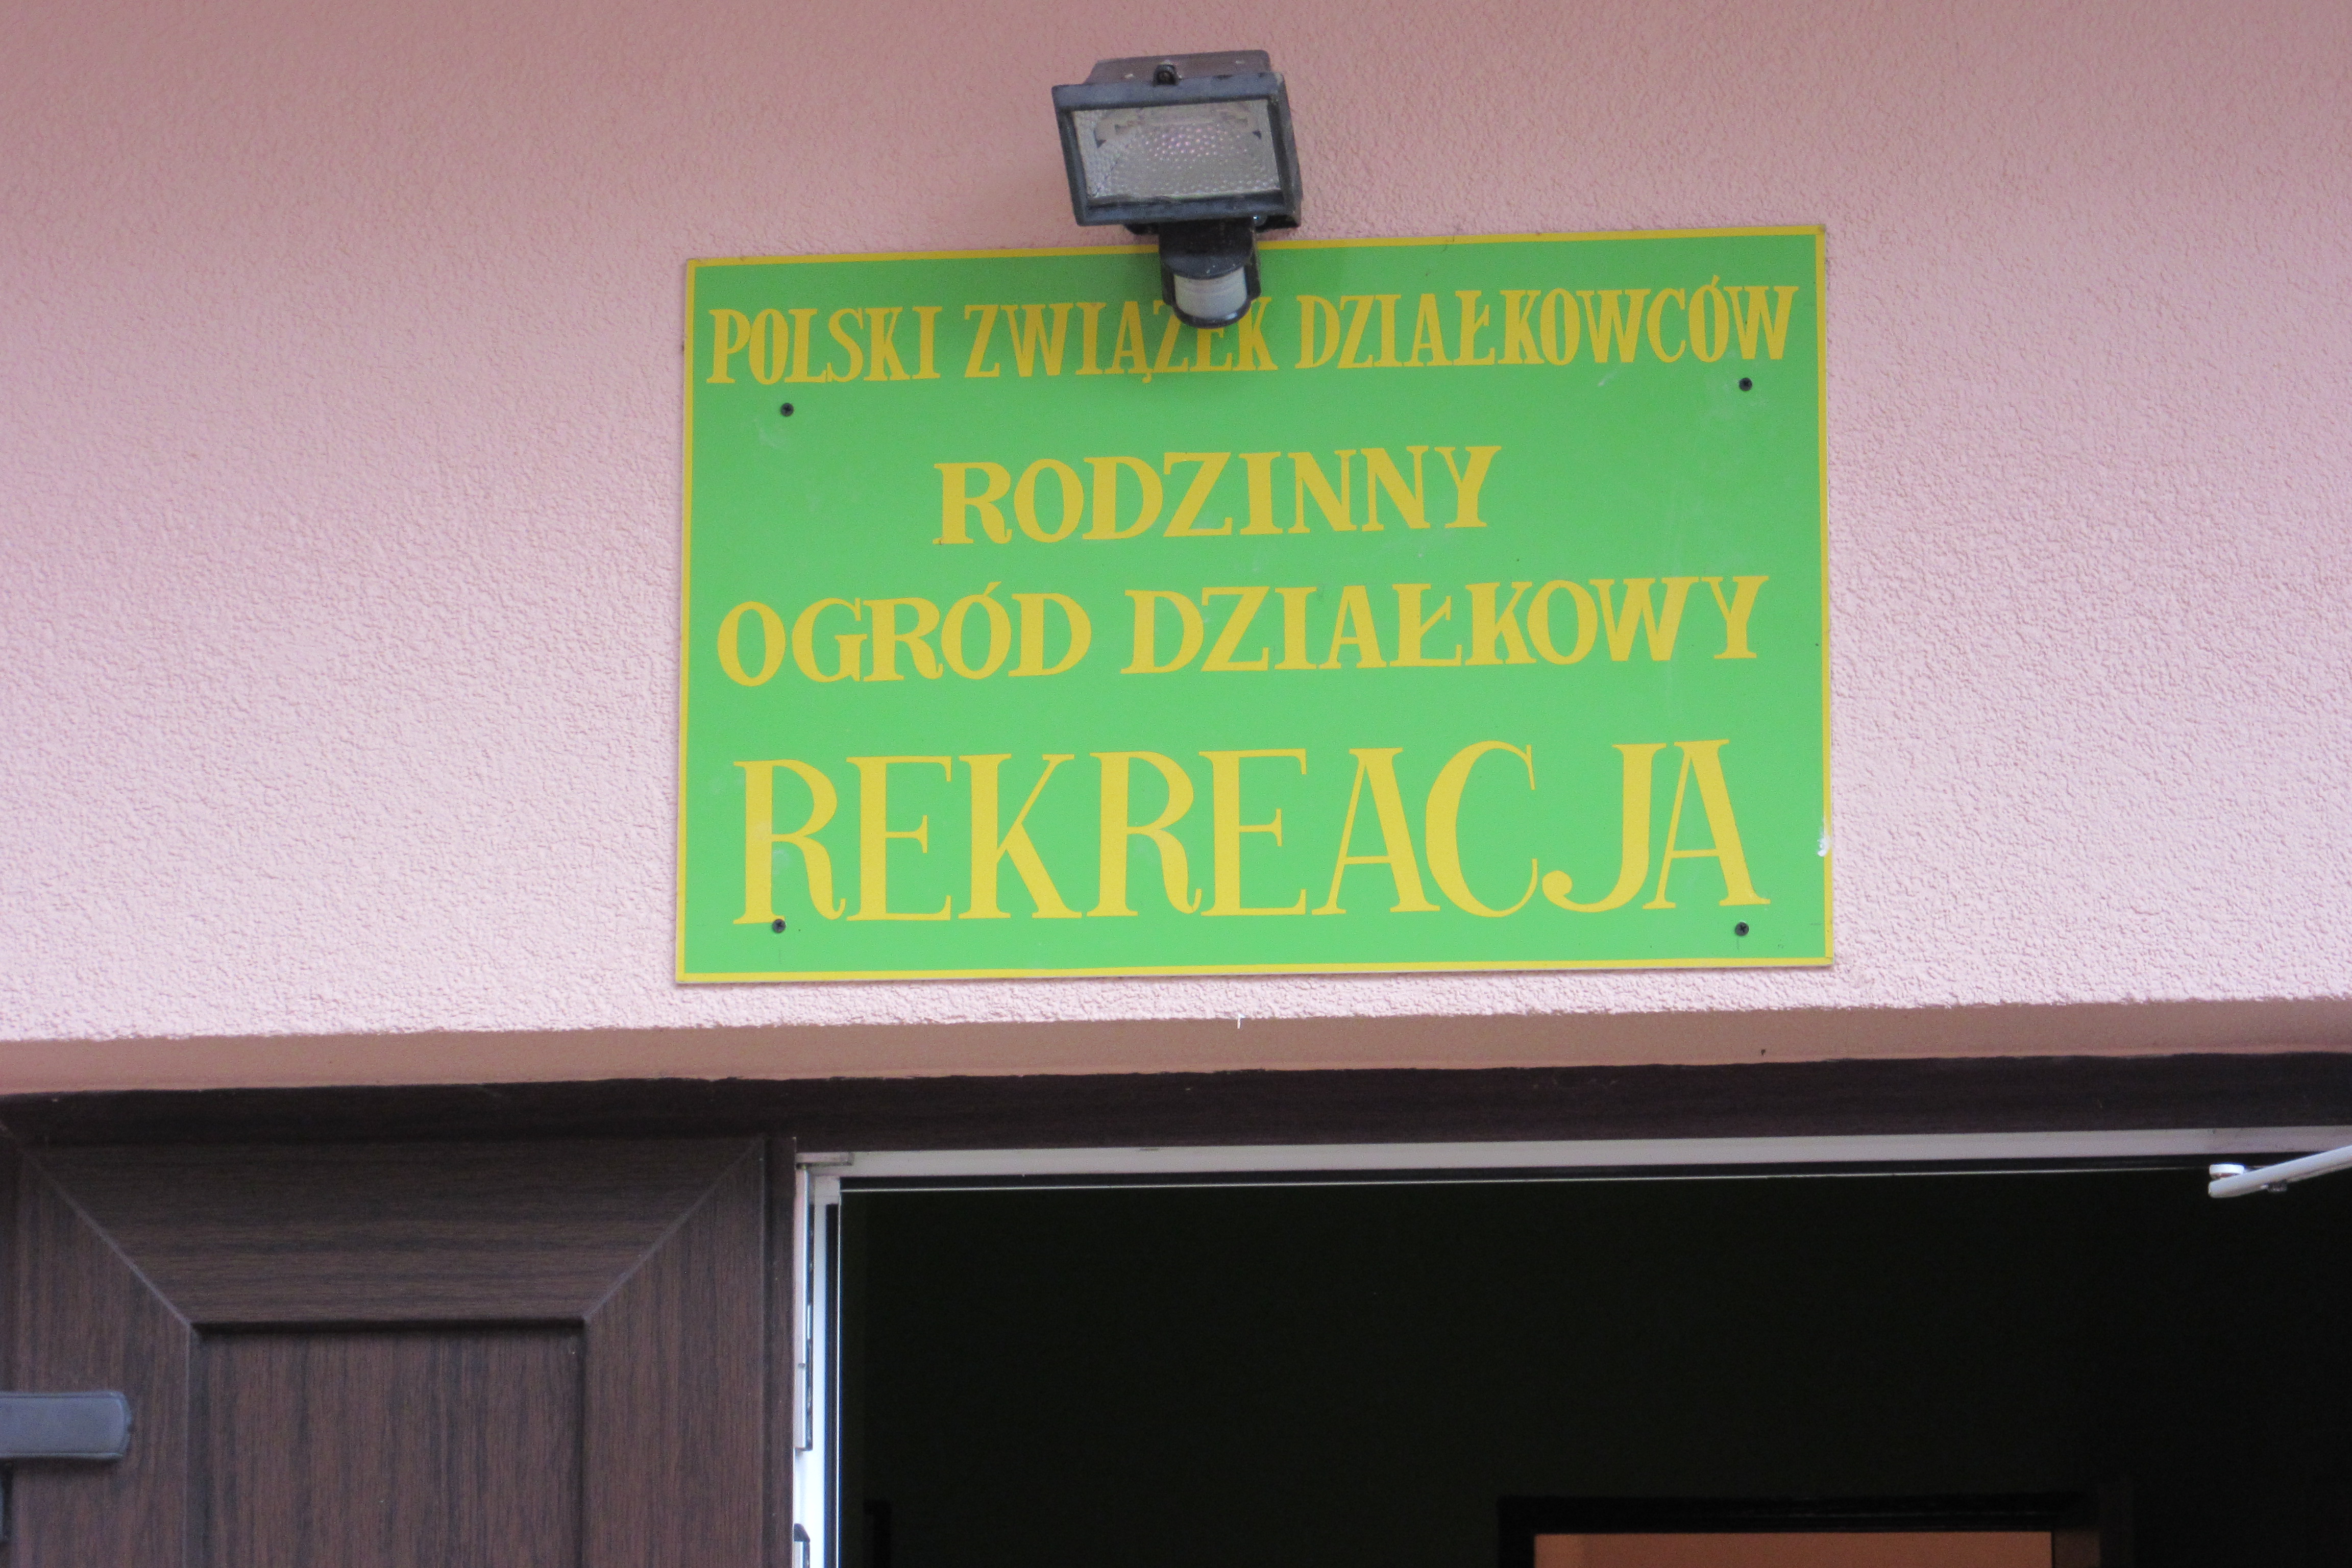 POLSKI ZWIĄZEK DZIAŁKOWCÓW
RODZINNY
OGRÓD DZIAŁKOWY
REKREACJA